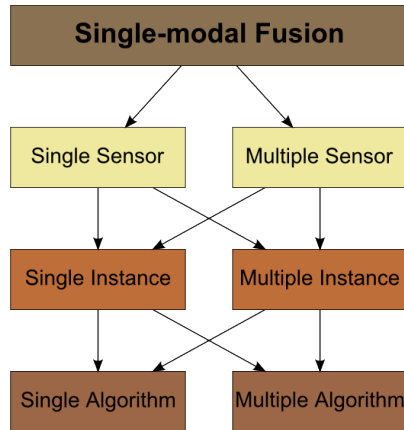 Single-modal Fusion
Single Sensor
Multiple Sensor
Single Instance
Multiple Instance
Single Algorithm
Multiple Algorithm